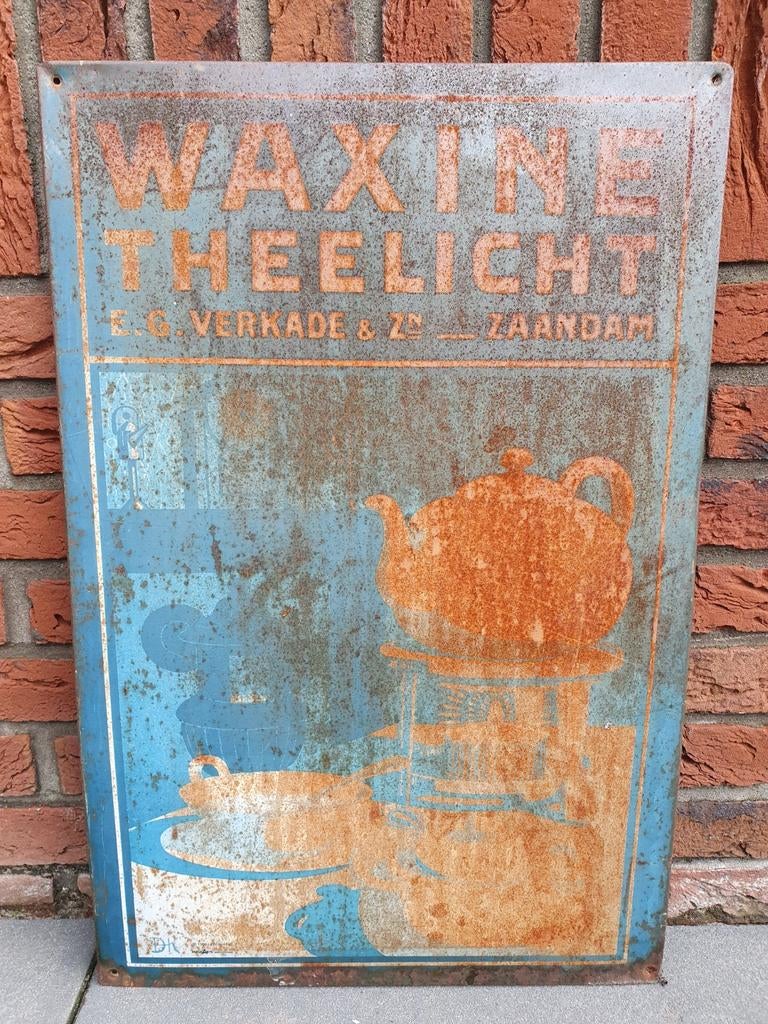 WAXINE
THEELICHT
E.G. VERKADE & ZN — ZAANDAM